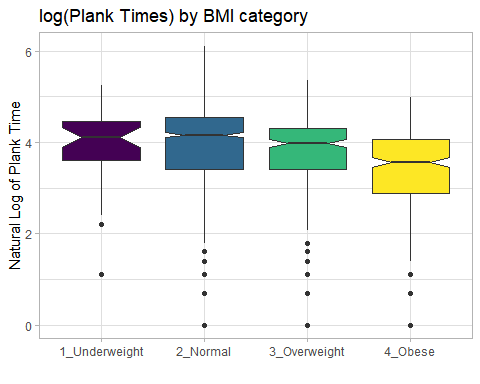 log(Plank Times) by BMI category
Natural Log of Plank Time
6
4
2
0
1_Underweight
2_Normal
3_Overweight
4_Obese